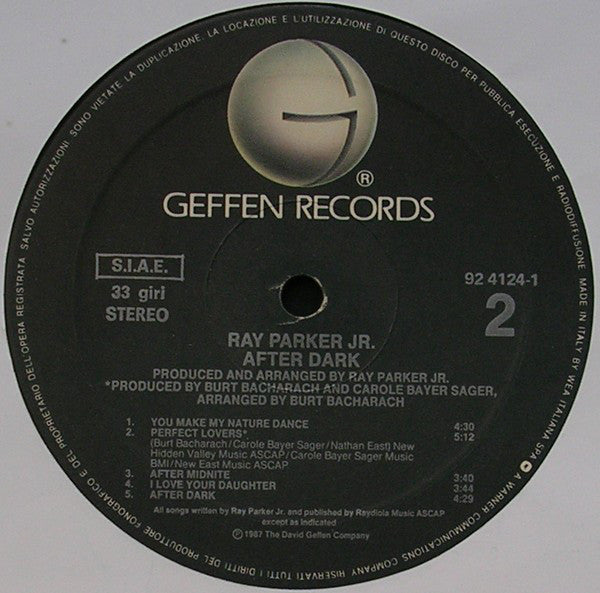 SONO VIETATE LA DUPLICAZIONE, LA LOCAZIONE E L'UTILIZZAZIONE DI QUESTO DISCO PER PUBBLICA ESECUZIONE E RADIODIFFUSIONE MADE IN ITALY BY WEA ITALIANA SPA A WARNER COMMUNICATIONS COMPANY RISERVATI TUTTI I DIRITTI DEL PRODUTTORE FONOGRAFICO E DEL PROPRIETARIO DELL'OPERA REGISTRATA SALVO AUTORIZZAZIONI.
G
®
GEFFEN RECORDS
S.I.A.E.
33 giri
STEREO
92 4124-1
2
RAY PARKER JR.
AFTER DARK
PRODUCED AND ARRANGED BY RAY PARKER JR.
*PRODUCED BY BURT BACHARACH AND CAROLE BAYER SAGER,
ARRANGED BY BURT BACHARACH
1. YOU MAKE MY NATURE DANCE 4:30
2. PERFECT LOVERS* 5:12
(Burt Bacharach/Carole Bayer Sager/Nathan East) New
Hidden Valley Music ASCAP/Carole Bayer Sager Music
BMI/New East Music ASCAP
3. AFTER MIDNITE 3:40
4. I LOVE YOUR DAUGHTER 3:44
5. AFTER DARK 4:29
All songs written by Ray Parker Jr. and published by Raydiola Music ASCAP
except as indicated
℗ 1987 The David Geffen Company